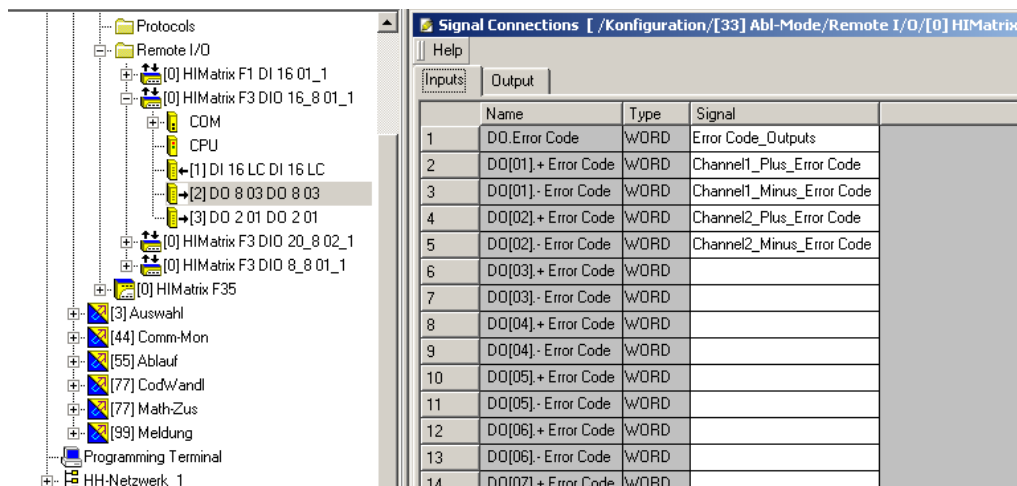 Protocols
Remote I/O
[0] HIMatrix F1 DI 16 01_1
[0] HIMatrix F3 DIO 16_8 01_1
COM
CPU
[1] DI 16 LC DI 16 LC
[2] DO 8 03 DO 8 03
[3] DO 2 01 DO 2 01
[0] HIMatrix F3 DIO 20_8 02_1
[0] HIMatrix F3 DIO 8_8 01_1
[0] HIMatrix F35
[3] Auswahl
[44] Comm-Mon
[55] Ablauf
[77] CodWandl
[77] Math-Zus
[99] Meldung
Programming Terminal
HH-Netzwerk_1
Signal Connections [ /Konfiguration/[33] Abl-Mode/Remote I/O/[0] HIMatrix
Help
Inputs Output
Name Type Signal
1 DO.Error Code WORD Error Code_Outputs
2 DO[01].+ Error Code WORD Channel1_Plus_Error Code
3 DO[01].- Error Code WORD Channel1_Minus_Error Code
4 DO[02].+ Error Code WORD Channel2_Plus_Error Code
5 DO[02].- Error Code WORD Channel2_Minus_Error Code
6 DO[03].+ Error Code WORD
7 DO[03].- Error Code WORD
8 DO[04].+ Error Code WORD
9 DO[04].- Error Code WORD
10 DO[05].+ Error Code WORD
11 DO[05].- Error Code WORD
12 DO[06].+ Error Code WORD
13 DO[06].- Error Code WORD
14 DO[07].+ Error Code WORD